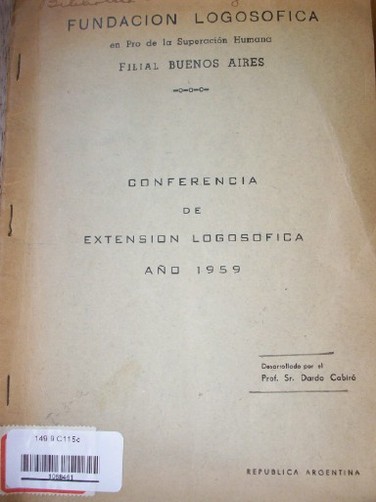 FUNDACION LOGOSOFICA
en Pro de la Superación Humana
FILIAL BUENOS AIRES
CONFERENCIA
DE
EXTENSION LOGOSOFICA
AÑO 1959
Desarrollada por el
Prof. Sr. Dardo Cabiró
149.9 C115c
REPUBLICA ARGENTINA